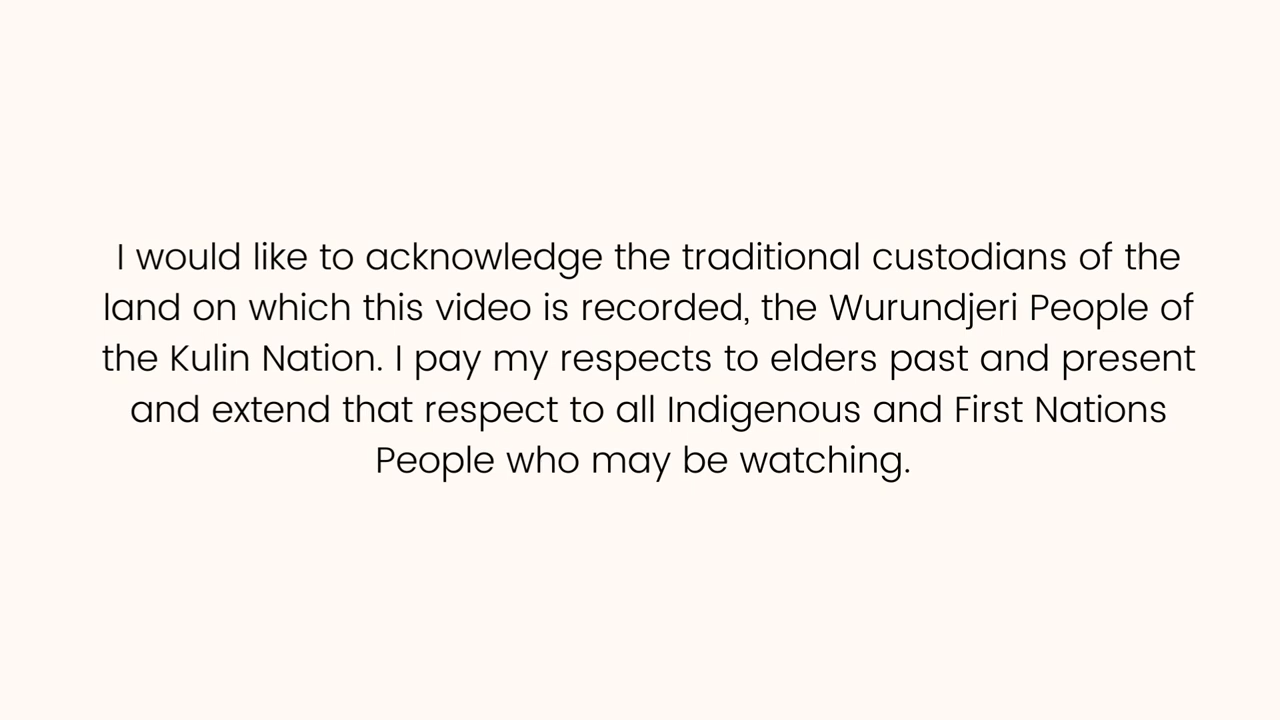 I would like to acknowledge the traditional custodians of the
land on which this video is recorded, the Wurundjeri People of
the Kulin Nation. I pay my respects to elders past and present
and extend that respect to all Indigenous and First Nations
People who may be watching.